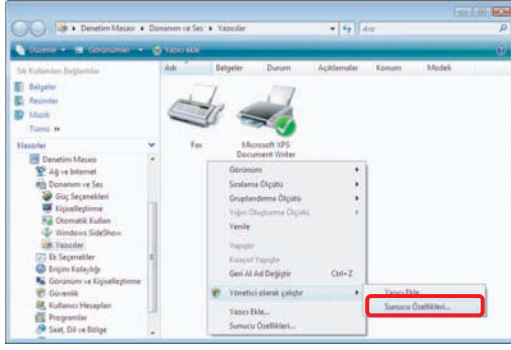 Denetim Masası ▸ Donanım ve Ses ▸ Yazıcılar
Ara
Düzenle Görünümler Yazıcı ekle
Sık Kullanılan Bağlantılar
Belgeler
Resimler
Müzik
Tümü »
Klasörler
Denetim Masası
Ağ ve İnternet
Donanım ve Ses
Güç Seçenekleri
Kişiselleştirme
Otomatik Kullan
Windows SideShow
Yazıcılar
Ek Seçenekler
Erişim Kolaylığı
Görünüm ve Kişiselleştirme
Güvenlik
Kullanıcı Hesapları
Programlar
Saat, Dil ve Bölge
Adı Belgeler Durum Açıklamalar Konum Modeli
Fax
Microsoft XPS
Document Writer
Görünüm
Sıralama Ölçütü
Gruplandırma Ölçütü
Yığın Oluşturma Ölçütü
Yenile
Yapıştır
Kısayol Yapıştır
Geri Al Ad Değiştir Ctrl+Z
Yönetici olarak çalıştır
Yazıcı Ekle...
Sunucu Özellikleri...
Yazıcı Ekle...
Sunucu Özellikleri...